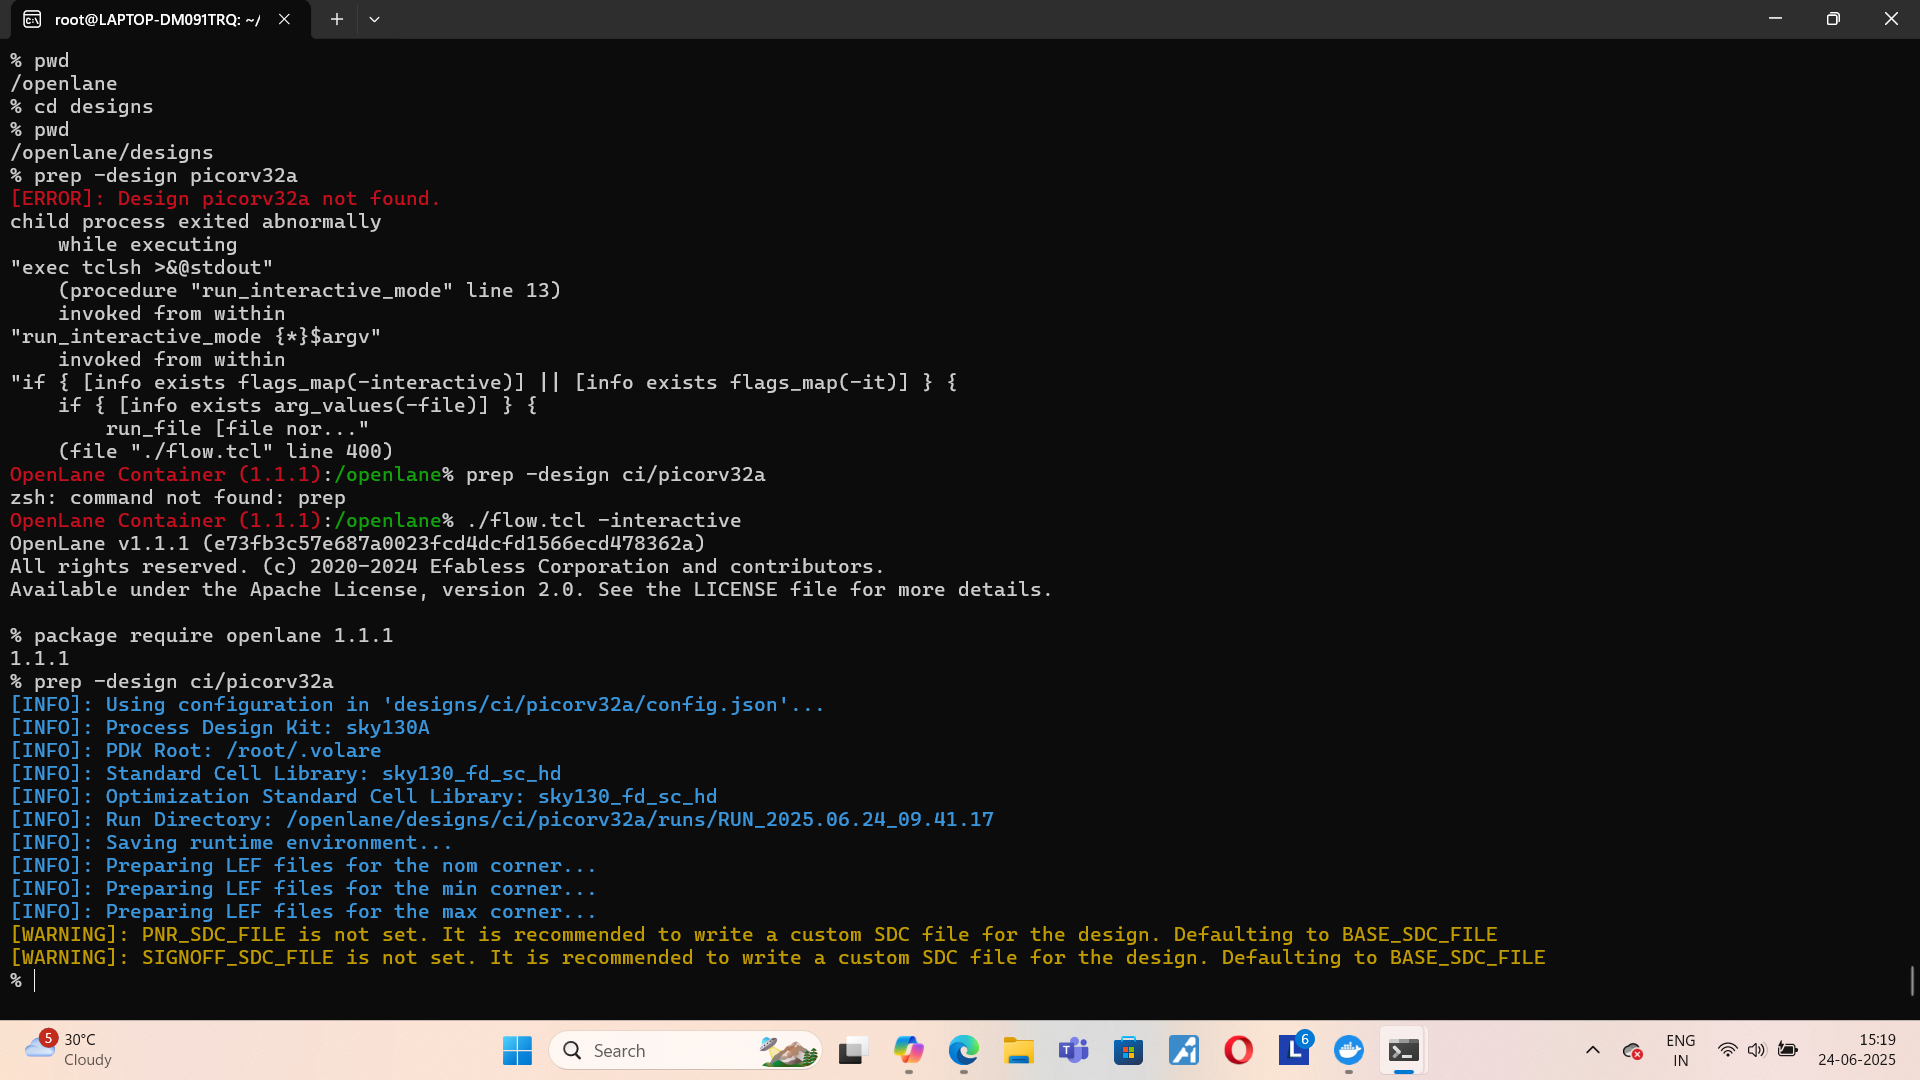 root@LAPTOP-DM091TRQ: ~/
% pwd
/openlane
% cd designs
% pwd
/openlane/designs
% prep -design picorv32a
[ERROR]: Design picorv32a not found.
child process exited abnormally
    while executing
"exec tclsh >&@stdout"
    (procedure "run_interactive_mode" line 13)
    invoked from within
"run_interactive_mode {*}$argv"
    invoked from within
"if { [info exists flags_map(-interactive)] || [info exists flags_map(-it)] } {
    if { [info exists arg_values(-file)] } {
        run_file [file nor..."
    (file "./flow.tcl" line 400)
OpenLane Container (1.1.1):/openlane% prep -design ci/picorv32a
zsh: command not found: prep
OpenLane Container (1.1.1):/openlane% ./flow.tcl -interactive
OpenLane v1.1.1 (e73fb3c57e687a0023fcd4dcfd1566ecd478362a)
All rights reserved. (c) 2020-2024 Efabless Corporation and contributors.
Available under the Apache License, version 2.0. See the LICENSE file for more details.
% package require openlane 1.1.1
1.1.1
% prep -design ci/picorv32a
[INFO]: Using configuration in 'designs/ci/picorv32a/config.json'...
[INFO]: Process Design Kit: sky130A
[INFO]: PDK Root: /root/.volare
[INFO]: Standard Cell Library: sky130_fd_sc_hd
[INFO]: Optimization Standard Cell Library: sky130_fd_sc_hd
[INFO]: Run Directory: /openlane/designs/ci/picorv32a/runs/RUN_2025.06.24_09.41.17
[INFO]: Saving runtime environment...
[INFO]: Preparing LEF files for the nom corner...
[INFO]: Preparing LEF files for the min corner...
[INFO]: Preparing LEF files for the max corner...
[WARNING]: PNR_SDC_FILE is not set. It is recommended to write a custom SDC file for the design. Defaulting to BASE_SDC_FILE
[WARNING]: SIGNOFF_SDC_FILE is not set. It is recommended to write a custom SDC file for the design. Defaulting to BASE_SDC_FILE
%
5
30°C
Cloudy
Search
L
6
ENG
IN
15:19
24-06-2025